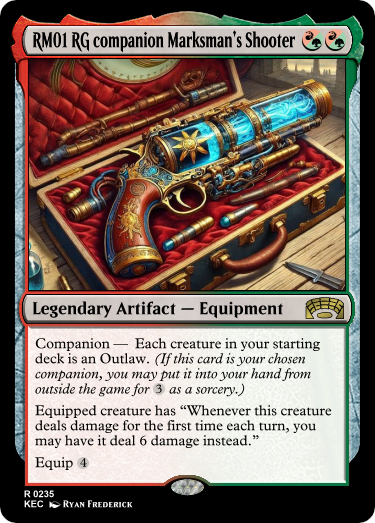 RM01 RG companion Marksman's Shooter
Legendary Artifact — Equipment
Companion — Each creature in your starting
deck is an Outlaw. (If this card is your chosen
companion, you may put it into your hand from
outside the game for 3 as a sorcery.)
Equipped creature has “Whenever this creature
deals damage for the first time each turn, you
may have it deal 6 damage instead.”
Equip 4
R 0235
KEC Ryan Frederick